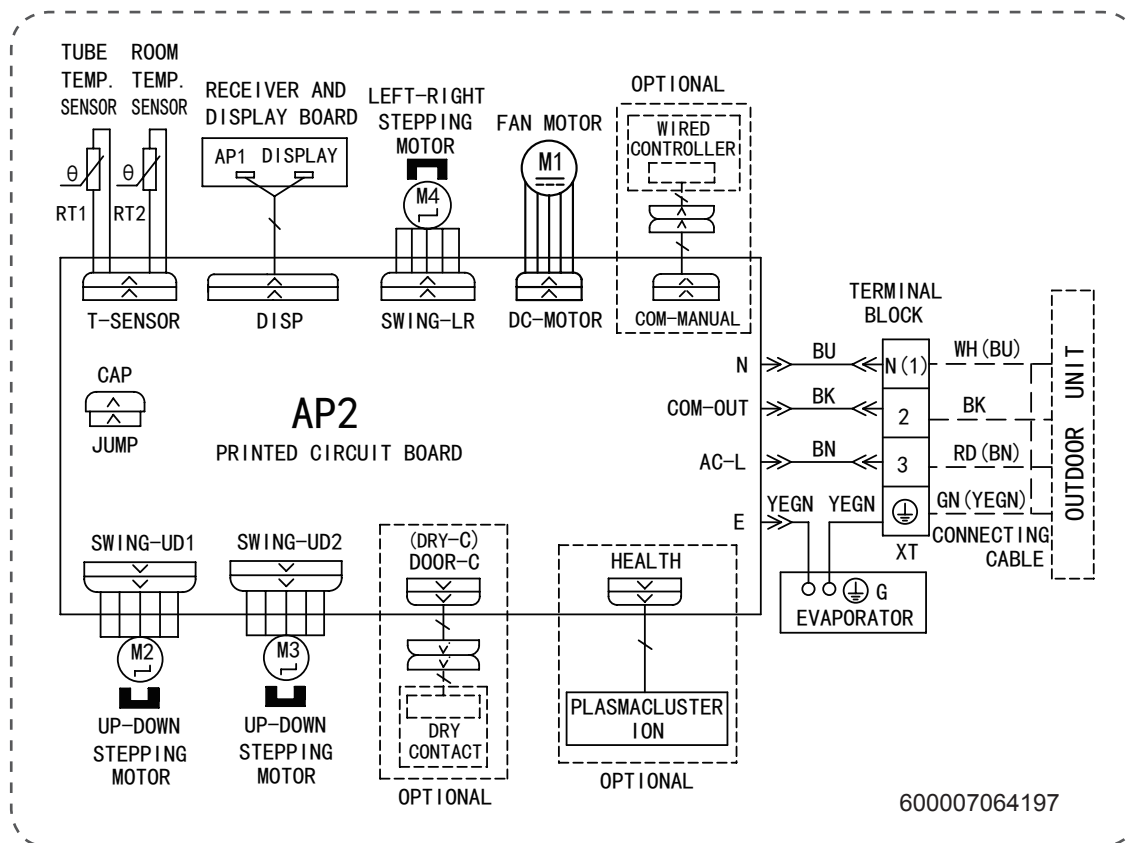 TUBE TEMP. SENSOR
ROOM TEMP. SENSOR
RECEIVER AND
DISPLAY BOARD
AP1 DISPLAY
LEFT-RIGHT
STEPPING
MOTOR
M4
FAN MOTOR
M1
OPTIONAL
WIRED
CONTROLLER
θ
RT1
θ
RT2
T-SENSOR
DISP
SWING-LR
DC-MOTOR
COM-MANUAL
TERMINAL
BLOCK
CAP
JUMP
AP2
PRINTED CIRCUIT BOARD
N
BU
N(1)
WH(BU)
COM-OUT
BK
2
BK
AC-L
BN
3
RD(BN)
E
YEGN
YEGN
GN(YEGN)
XT
CONNECTING
CABLE
OUTDOOR UNIT
G
EVAPORATOR
SWING-UD1
M2
UP-DOWN
STEPPING
MOTOR
SWING-UD2
M3
UP-DOWN
STEPPING
MOTOR
(DRY-C)
DOOR-C
DRY
CONTACT
OPTIONAL
HEALTH
PLASMACLUSTER
ION
OPTIONAL
600007064197